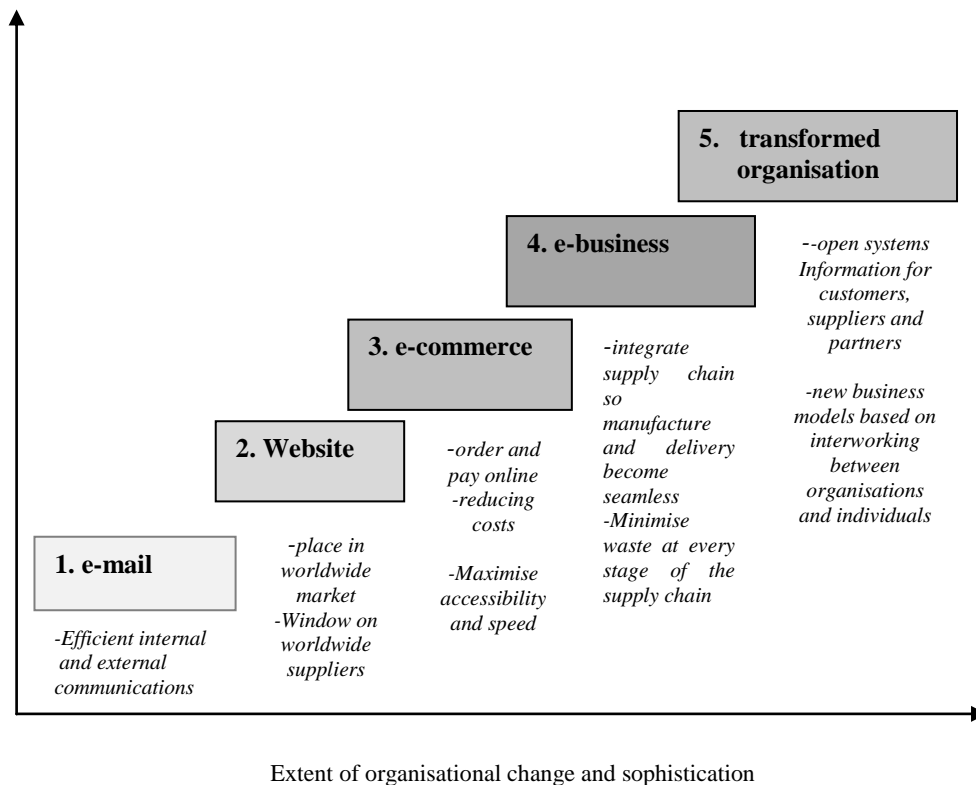 5. transformed
organisation
4. e-business
--open systems
Information for
customers,
suppliers and
partners
-new business
models based on
interworking
between
organisations
and individuals
3. e-commerce
-integrate
supply chain
so
manufacture
and delivery
become
seamless
-Minimise
waste at every
stage of the
supply chain
2. Website
-order and
pay online
-reducing
costs
-Maximise
accessibility
and speed
1. e-mail
-place in
worldwide
market
-Window on
worldwide
suppliers
-Efficient internal
and external
communications
Extent of organisational change and sophistication